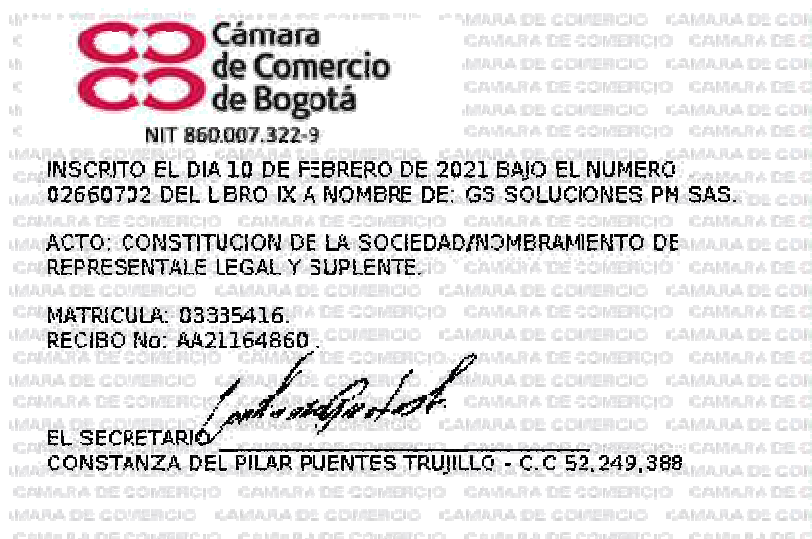 Cámara
de Comercio
de Bogotá
NIT 860.007.322-9
INSCRITO EL DIA 10 DE FEBRERO DE 2021 BAJO EL NUMERO
02660702 DEL LIBRO IX A NOMBRE DE: GS SOLUCIONES PM SAS.
ACTO: CONSTITUCION DE LA SOCIEDAD/NOMBRAMIENTO DE
REPRESENTALE LEGAL Y SUPLENTE.
MATRICULA: 03335416.
RECIBO No: AA21164860 .
EL SECRETARIO
CONSTANZA DEL PILAR PUENTES TRUJILLO - C.C 52,249,388